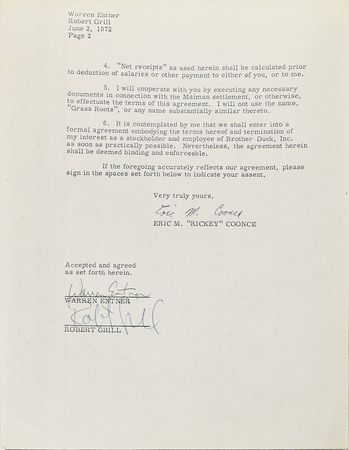 Warren Entner
Robert Grill
June 2, 1972
Page 2
4. "Net receipts" as used herein shall be calculated prior
to deduction of salaries or other payment to either of you, or to me.
5. I will cooperate with you by executing any necessary
documents in connection with the Maiman settlement, or otherwise,
to effectuate the terms of this agreement. I will not use the name,
"Grass Roots", or any name substantially similar thereto.
6. It is contemplated by me that we shall enter into a
formal agreement embodying the terms hereof and termination of
my interest as a stockholder and employee of Brother Duck, Inc.
as soon as practically possible. Nevertheless, the agreement herein
shall be deemed binding and enforceable.
If the foregoing accurately reflects our agreement, please
sign in the spaces set forth below to indicate your assent.
Very truly yours,
Eric M. Coonce
ERIC M. "RICKEY" COONCE
Accepted and agreed
as set forth herein.
Warren Entner
WARREN ENTNER
Robert Grill
ROBERT GRILL